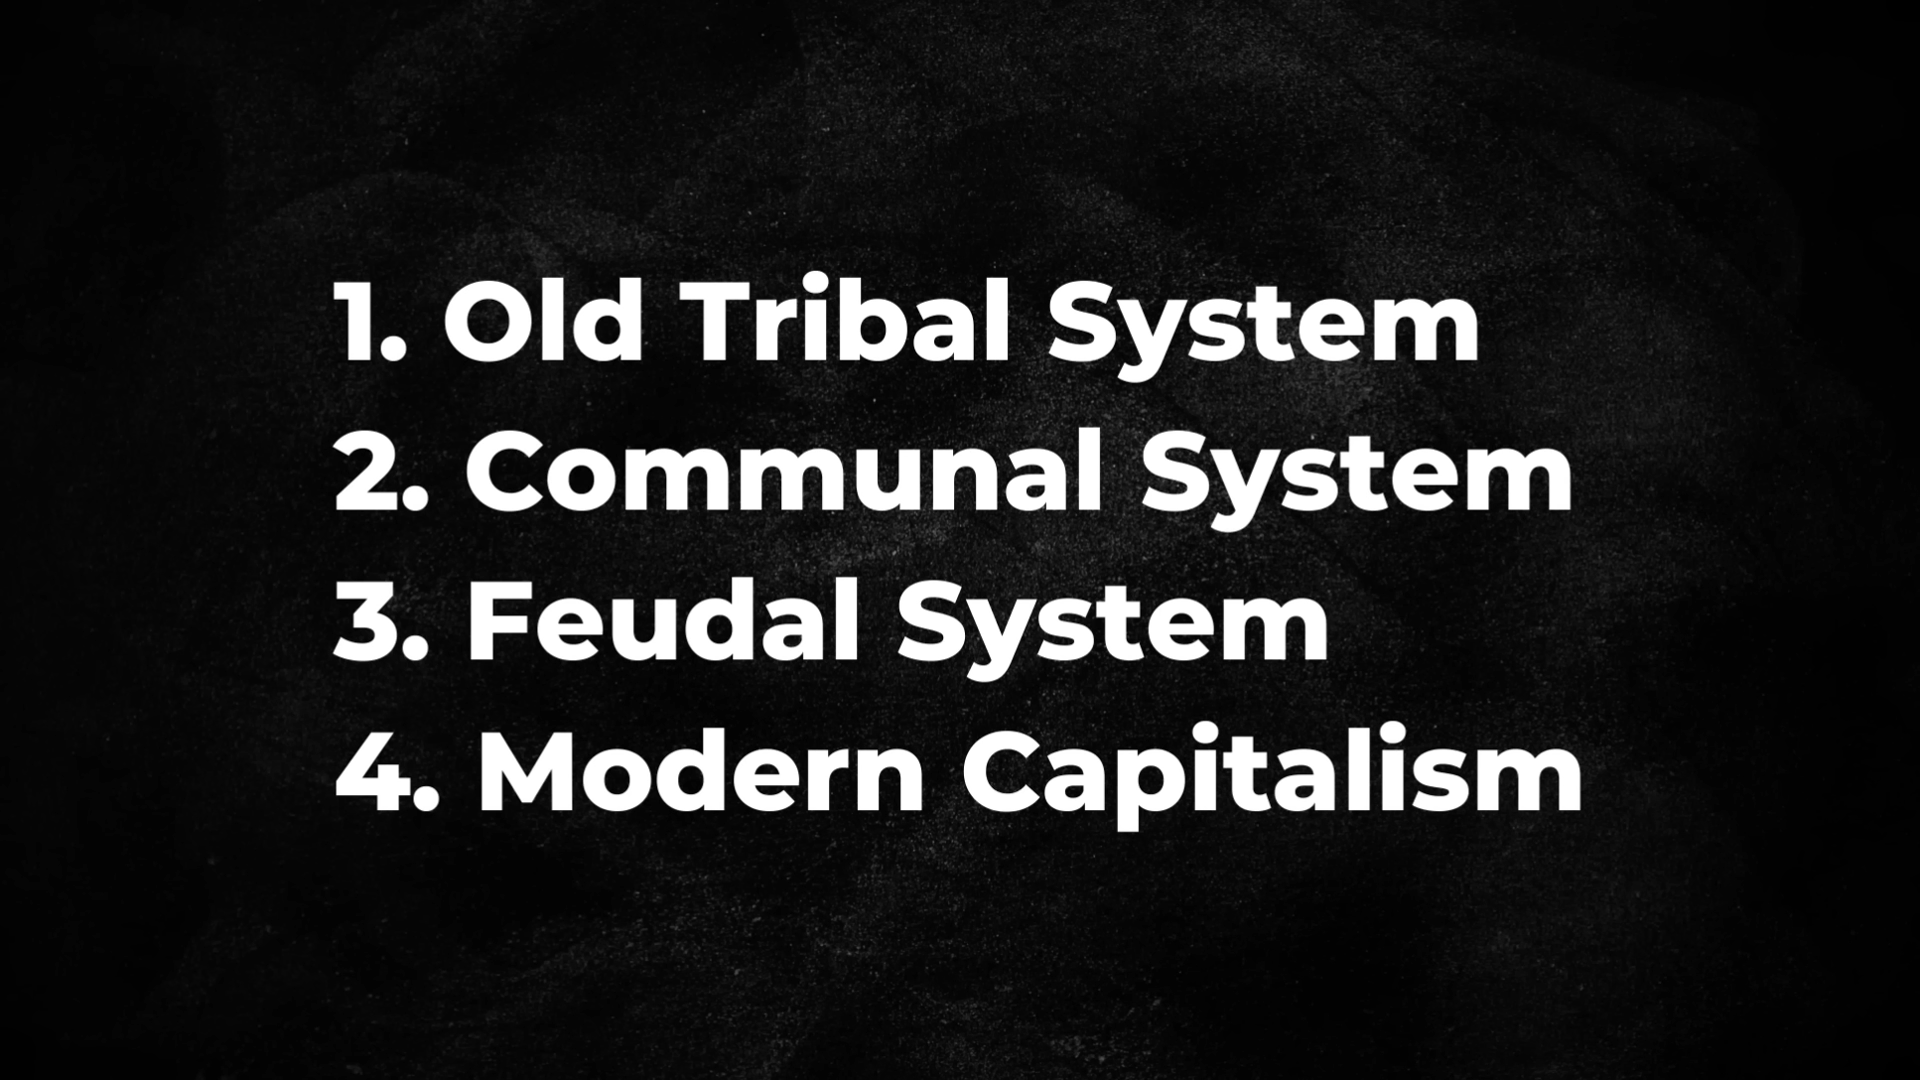 1. Old Tribal System
2. Communal System
3. Feudal System
4. Modern Capitalism